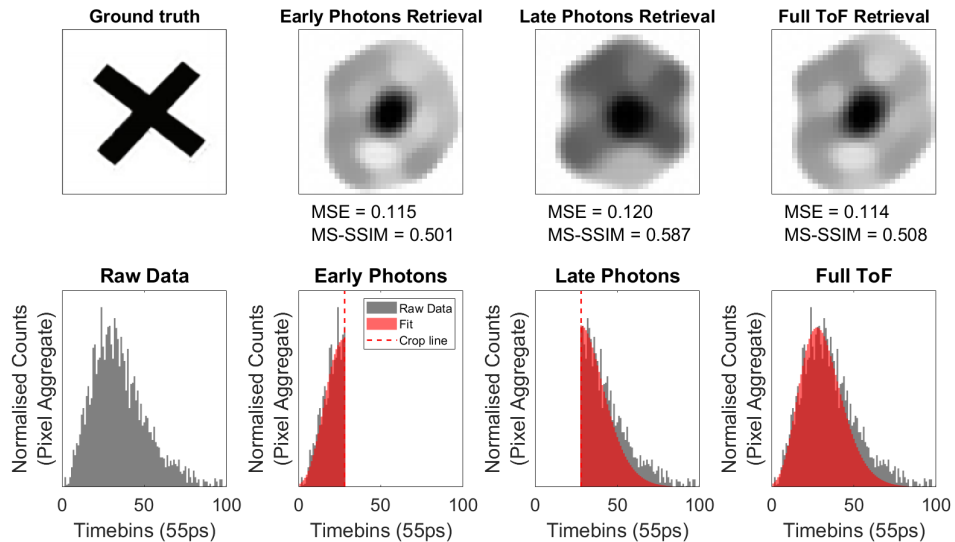 Ground truth
Early Photons Retrieval
Late Photons Retrieval
Full ToF Retrieval
MSE = 0.115
MS-SSIM = 0.501
MSE = 0.120
MS-SSIM = 0.587
MSE = 0.114
MS-SSIM = 0.508
Raw Data
Normalised Counts
(Pixel Aggregate)
0
50
100
Timebins (55ps)
Early Photons
Raw Data
Fit
Crop line
Normalised Counts
(Pixel Aggregate)
0
50
100
Timebins (55ps)
Late Photons
Normalised Counts
(Pixel Aggregate)
0
50
100
Timebins (55ps)
Full ToF
Normalised Counts
(Pixel Aggregate)
0
50
100
Timebins (55ps)